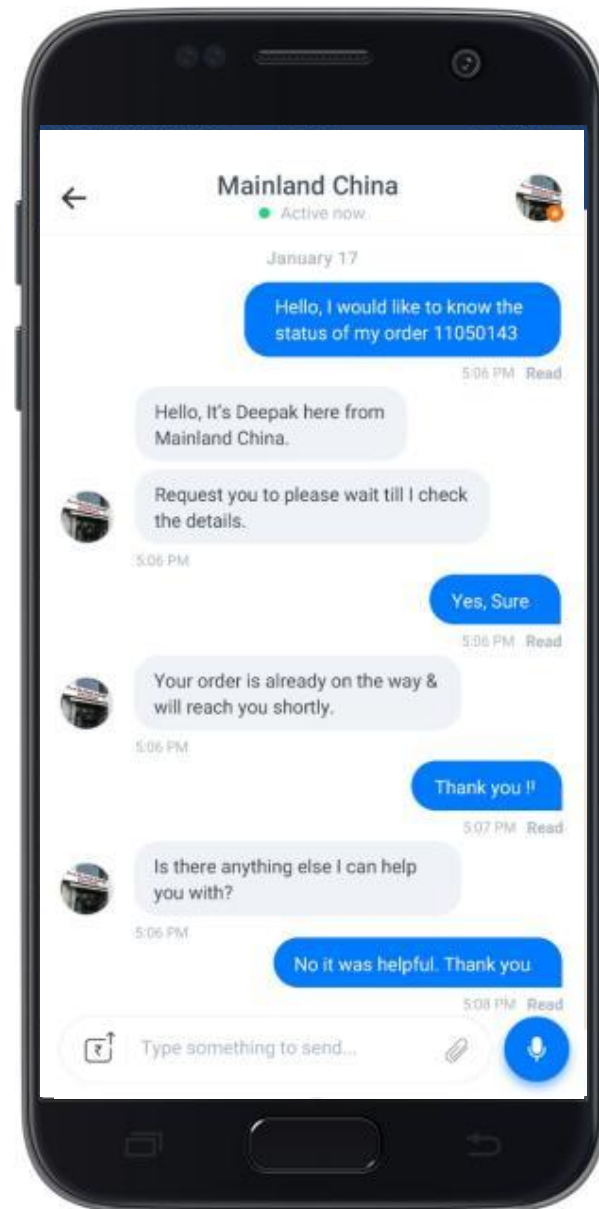 Mainland China
Active now
January 17
Hello, I would like to know the
status of my order 11050143
5:06 PM Read
Hello, It's Deepak here from
Mainland China.
Request you to please wait till I check
the details.
5:06 PM
Yes, Sure
5:06 PM Read
Your order is already on the way &
will reach you shortly.
5:06 PM
Thank you !!
5:07 PM Read
Is there anything else I can help
you with?
5:06 PM
No it was helpful. Thank you
5:08 PM Read
₹
Type something to send...